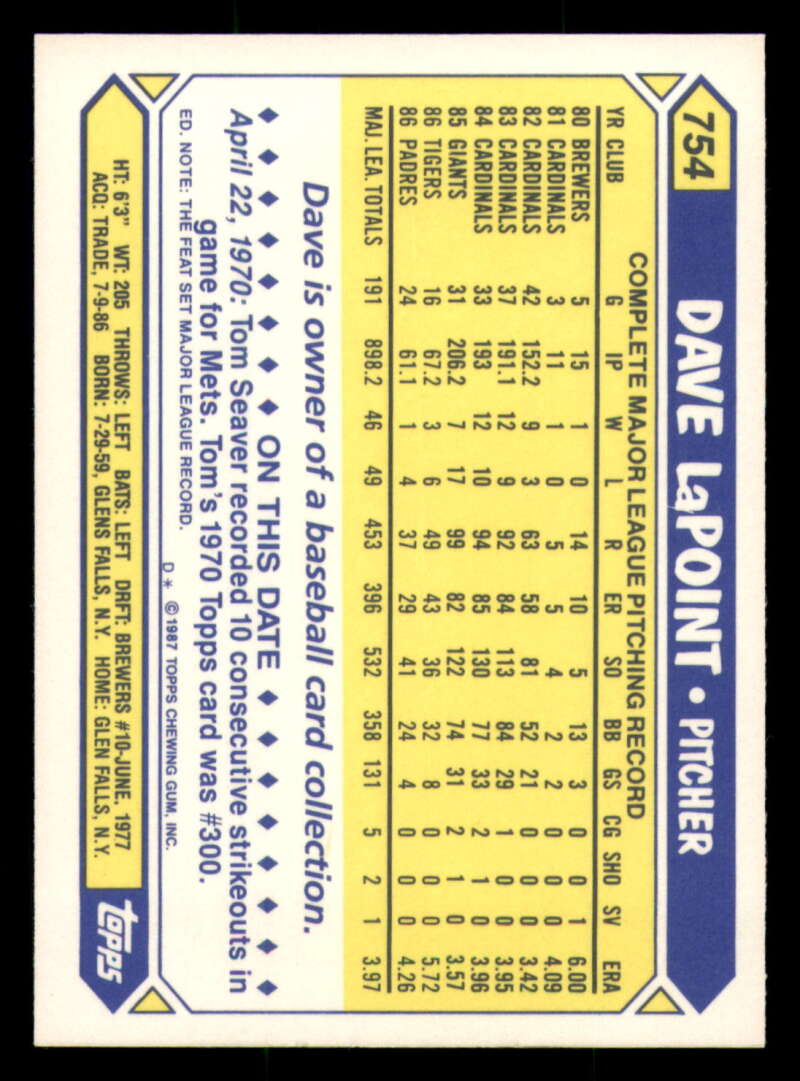 754 DAVE LaPOINT • PITCHER
COMPLETE MAJOR LEAGUE PITCHING RECORD
YR CLUB G IP W L R ER SO BB GS CG SHO SV ERA
80 BREWERS 5 15 1 0 14 10 5 13 3 0 0 1 6.00
81 CARDINALS 3 11 1 0 5 5 4 2 2 0 0 0 4.09
82 CARDINALS 42 152.2 9 3 63 58 81 52 21 0 0 0 3.42
83 CARDINALS 37 191.1 12 9 92 84 113 84 29 1 0 0 3.95
84 CARDINALS 33 193 12 10 94 85 130 77 33 2 1 0 3.96
85 GIANTS 31 206.2 7 17 99 82 122 74 31 2 1 0 3.57
86 TIGERS 16 67.2 3 6 49 43 36 32 8 0 0 0 5.72
86 PADRES 24 61.1 1 4 37 29 41 24 4 0 0 0 4.26
MAJ. LEA. TOTALS 191 898.2 46 49 453 396 532 358 131 5 2 1 3.97
Dave is owner of a baseball card collection.
◆ ◆ ◆ ◆ ◆ ◆ ◆ ◆ ON THIS DATE ◆ ◆ ◆ ◆ ◆ ◆ ◆ ◆
April 22, 1970: Tom Seaver recorded 10 consecutive strikeouts in
game for Mets. Tom's 1970 Topps card was #300.
ED. NOTE: THE FEAT SET MAJOR LEAGUE RECORD.
D* ©1987 TOPPS CHEWING GUM, INC.
HT: 6'3" WT: 205 THROWS: LEFT BATS: LEFT DRFT: BREWERS #10-JUNE, 1977
ACQ: TRADE, 7-9-86 BORN: 7-29-59, GLENS FALLS, N.Y. HOME: GLEN FALLS, N.Y.
topps